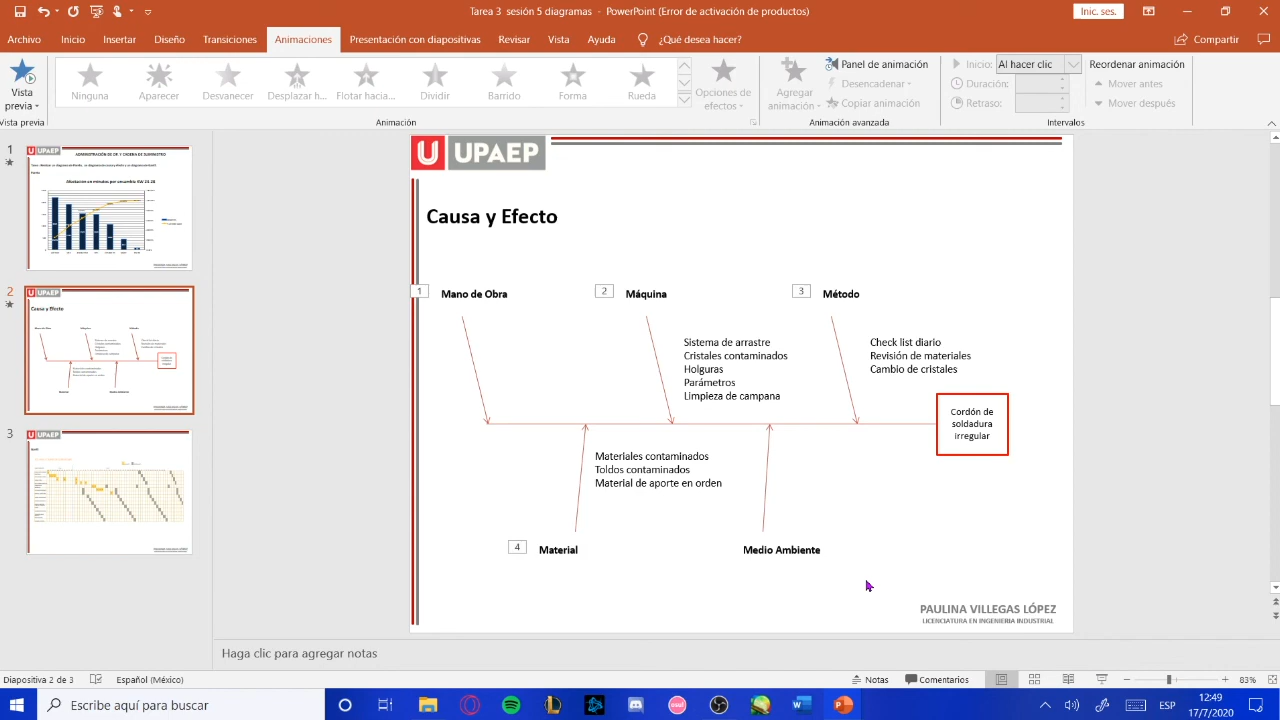 Tarea 3 sesión 5 diagramas - PowerPoint (Error de activación de productos)
Inic. ses.
Archivo Inicio Insertar Diseño Transiciones Animaciones Presentación con diapositivas Revisar Vista Ayuda ¿Qué desea hacer? Compartir
Vista previa
Ninguna Aparecer Desvanecer Desplazar h... Flotar hacia... Dividir Barrido Forma Rueda
Opciones de efectos
Agregar animación
Panel de animación
Desencadenar
Copiar animación
Inicio: Al hacer clic
Duración:
Retraso:
Reordenar animación
Mover antes
Mover después
Vista previa Animación Animación avanzada Intervalos
1
2
3
U UPAEP
Causa y Efecto
1 Mano de Obra 2 Máquina 3 Método
Sistema de arrastre
Cristales contaminados
Holguras
Parámetros
Limpieza de campana
Check list diario
Revisión de materiales
Cambio de cristales
Cordón de
soldadura
irregular
Materiales contaminados
Toldos contaminados
Material de aporte en orden
4 Material Medio Ambiente
PAULINA VILLEGAS LÓPEZ
LICENCIATURA EN INGENIERIA INDUSTRIAL
Haga clic para agregar notas
Diapositiva 2 de 3 Español (México) Notas Comentarios 83%
Escribe aquí para buscar
ESP
12:49
17/7/2020